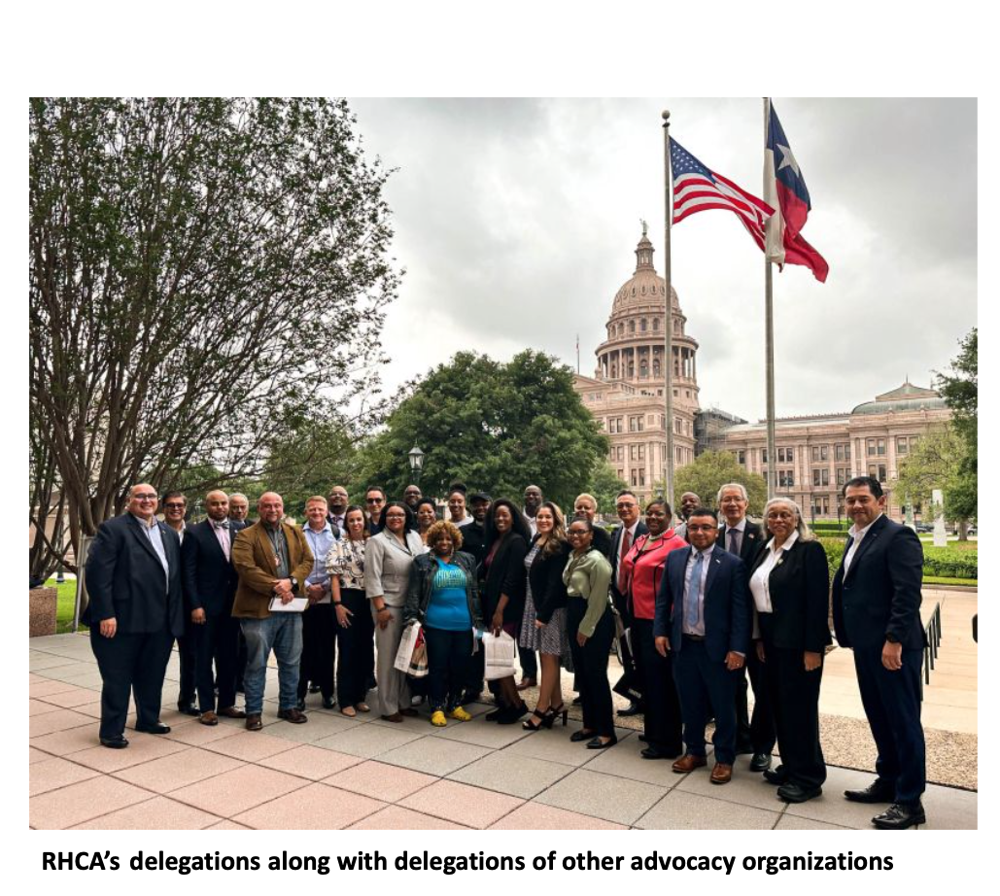 RHCA's delegations along with delegations of other advocacy organizations